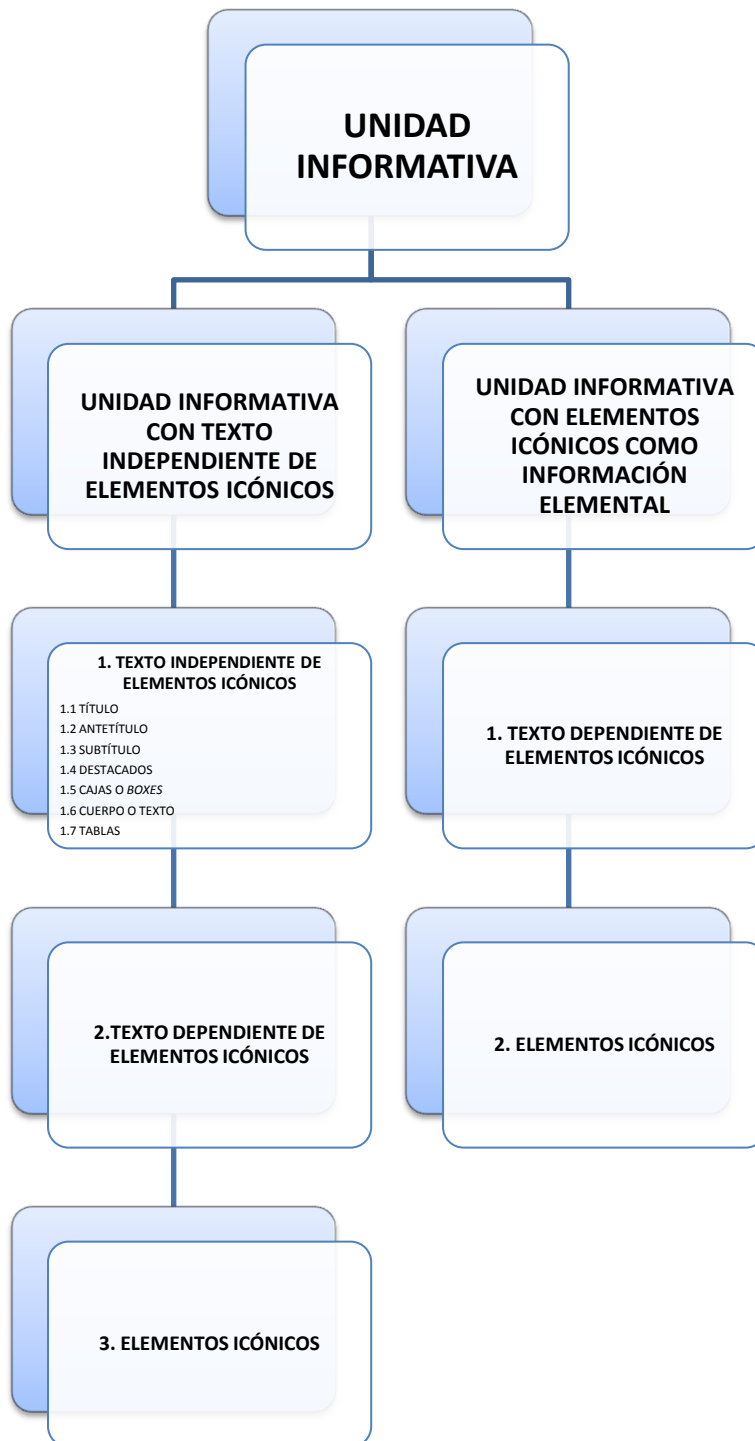 UNIDAD
INFORMATIVA
UNIDAD INFORMATIVA
CON TEXTO
INDEPENDIENTE DE
ELEMENTOS ICÓNICOS
UNIDAD INFORMATIVA
CON ELEMENTOS
ICÓNICOS COMO
INFORMACIÓN
ELEMENTAL
1. TEXTO INDEPENDIENTE DE
ELEMENTOS ICÓNICOS
1.1 TÍTULO
1.2 ANTETÍTULO
1.3 SUBTÍTULO
1.4 DESTACADOS
1.5 CAJAS O BOXES
1.6 CUERPO O TEXTO
1.7 TABLAS
1. TEXTO DEPENDIENTE DE
ELEMENTOS ICÓNICOS
2.TEXTO DEPENDIENTE DE
ELEMENTOS ICÓNICOS
2. ELEMENTOS ICÓNICOS
3. ELEMENTOS ICÓNICOS